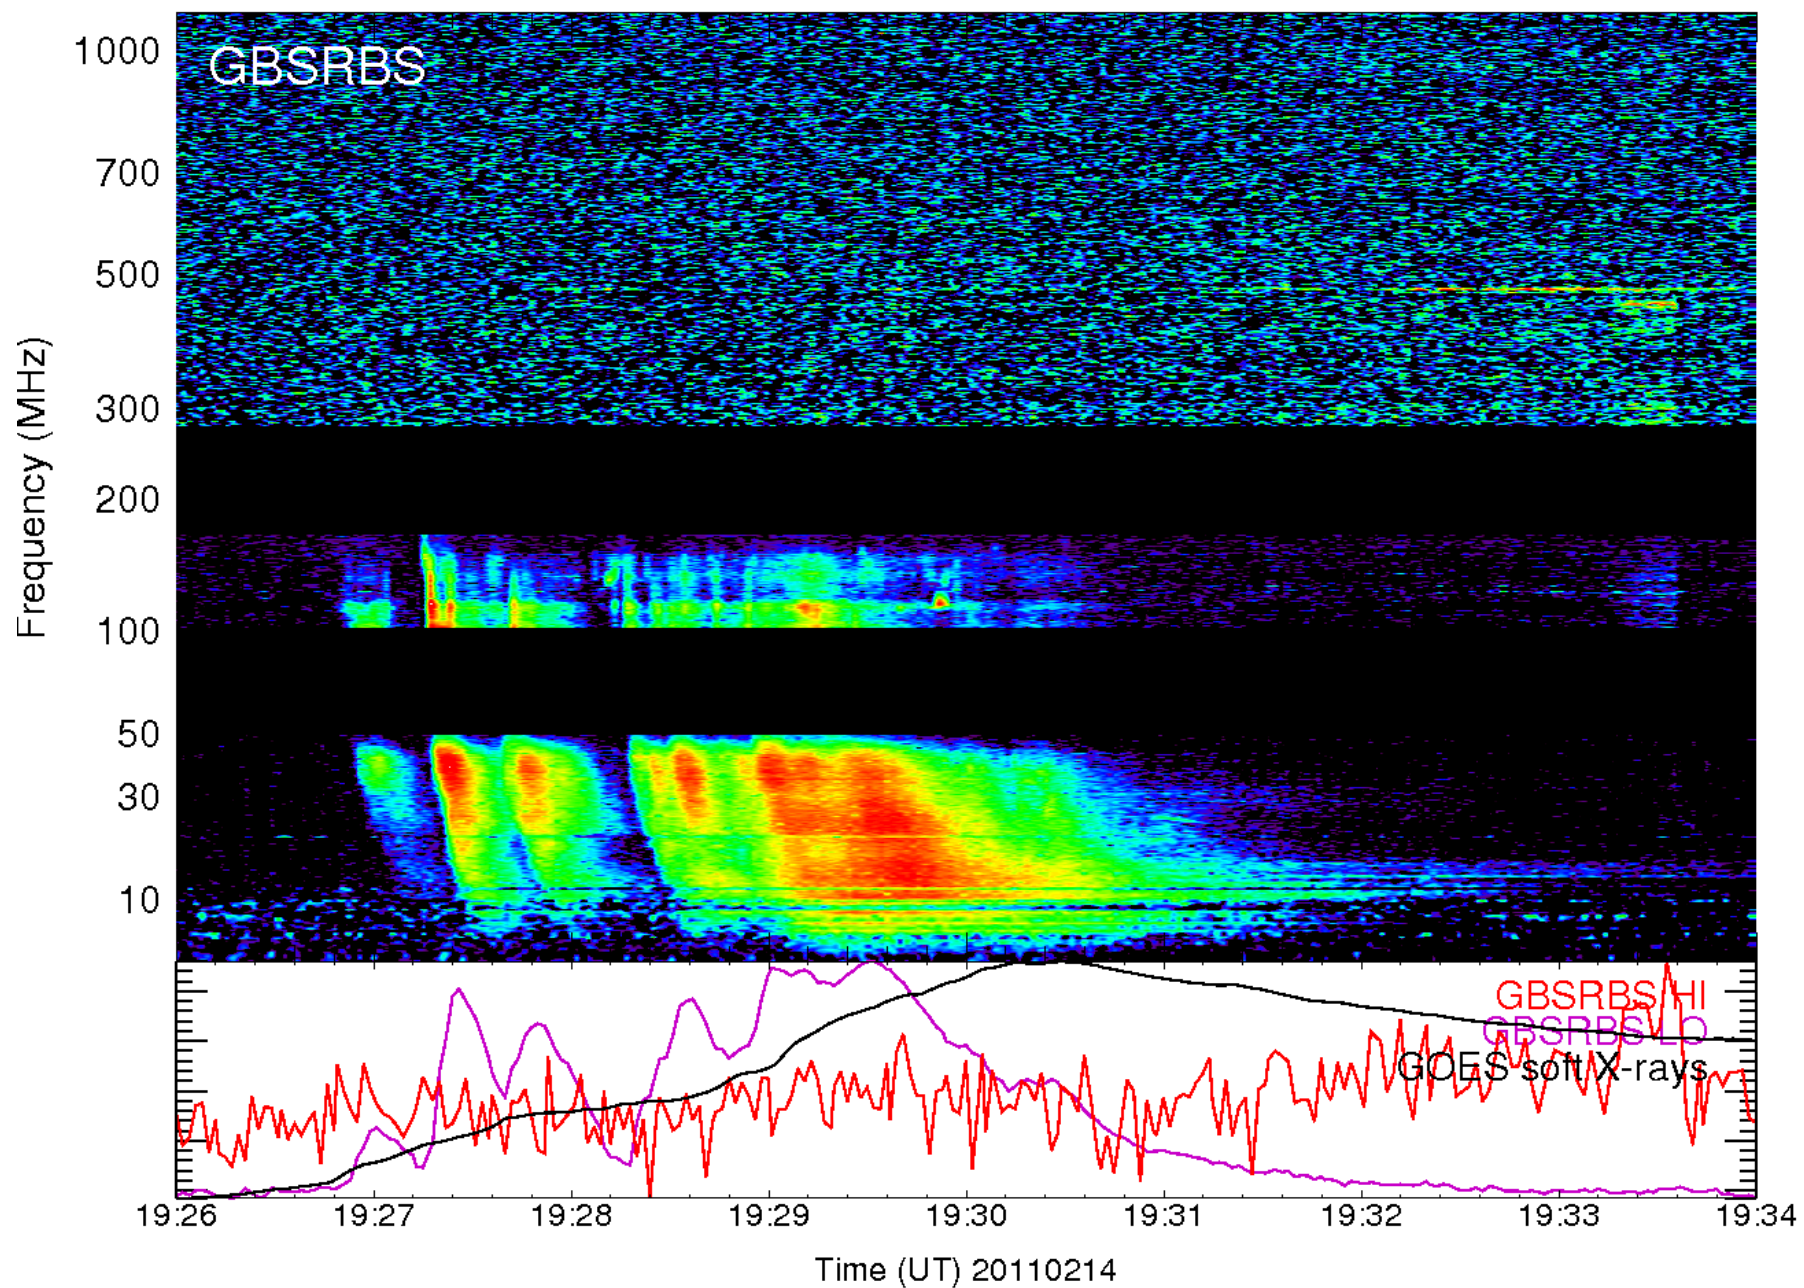 GBSRBS
1000
700
500
300
200
100
50
30
10
Frequency (MHz)
GBSRBS HI
GBSRBS LO
GOES soft X-rays
19:26 19:27 19:28 19:29 19:30 19:31 19:32 19:33 19:34
Time (UT) 20110214